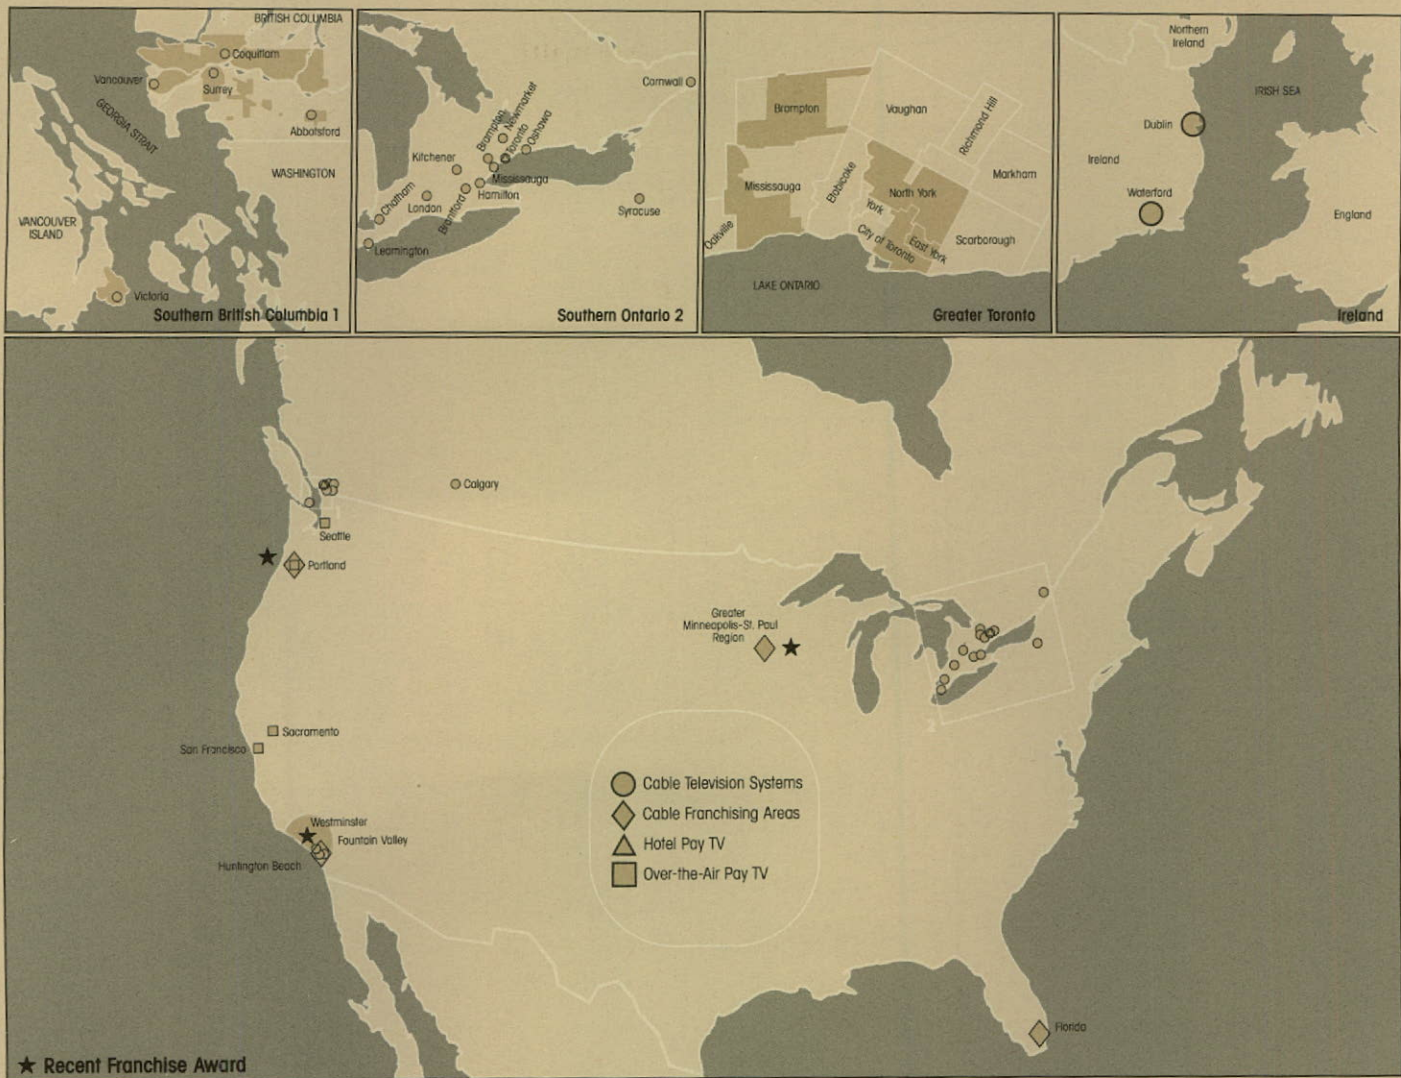 BRITISH COLUMBIA
Coquitlam
Vancouver
Surrey
GEORGIA STRAIT
Abbotsford
WASHINGTON
VANCOUVER
ISLAND
Victoria
Southern British Columbia 1
Cornwall
Newmarket
Brampton
Toronto
Oshawa
Kitchener
Mississauga
Chatham
London
Brantford
Hamilton
Syracuse
Leamington
Southern Ontario 2
Brampton
Vaughan
Richmond Hill
Mississauga
Etobicoke
North York
Markham
York
Oakville
City of Toronto
East York
Scarborough
LAKE ONTARIO
Greater Toronto
Northern
Ireland
IRISH SEA
Dublin
Ireland
Waterford
England
Ireland
Calgary
1
Seattle
Portland
Greater
Minneapolis-St. Paul
Region
2
Sacramento
San Francisco
Westminster
Fountain Valley
Huntington Beach
Cable Television Systems
Cable Franchising Areas
Hotel Pay TV
Over-the-Air Pay TV
Florida
★ Recent Franchise Award